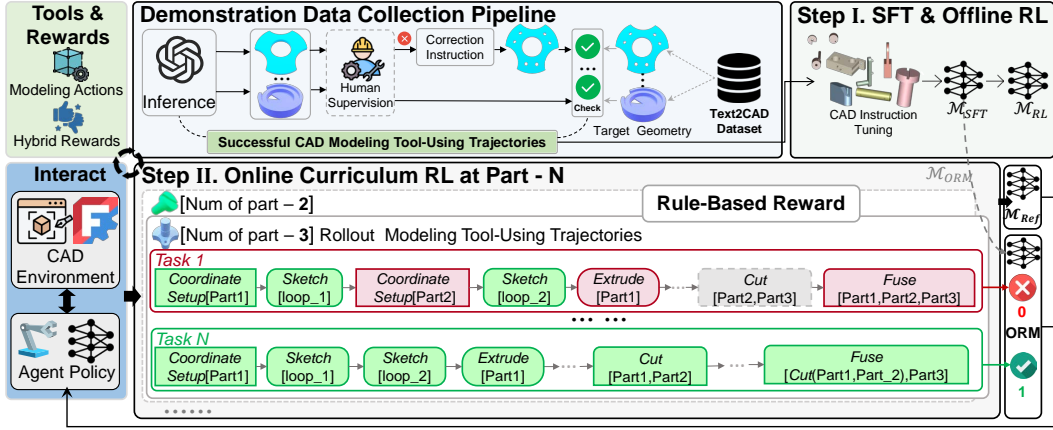 Tools &
Rewards
Modeling Actions
Hybrid Rewards
Demonstration Data Collection Pipeline
Inference
Human
Supervision
Correction
Instruction
Check
Target Geometry
Text2CAD
Dataset
Successful CAD Modeling Tool-Using Trajectories
Step I. SFT & Offline RL
CAD Instruction
Tuning
M_SFT
M_RL
Interact
CAD
Environment
Agent Policy
Step II. Online Curriculum RL at Part - N
M_ORM
[Num of part – 2]
Rule-Based Reward
[Num of part – 3] Rollout Modeling Tool-Using Trajectories
Task 1
Coordinate
Setup[Part1]
Sketch
[loop_1]
Coordinate
Setup[Part2]
Sketch
[loop_2]
Extrude
[Part1]
Cut
[Part2,Part3]
Fuse
[Part1,Part2,Part3]
... ...
Task N
Coordinate
Setup[Part1]
Sketch
[loop_1]
Sketch
[loop_2]
Extrude
[Part1]
Cut
[Part1,Part2]
Fuse
[Cut(Part1,Part_2),Part3]
......
M_Ref
0
ORM
1